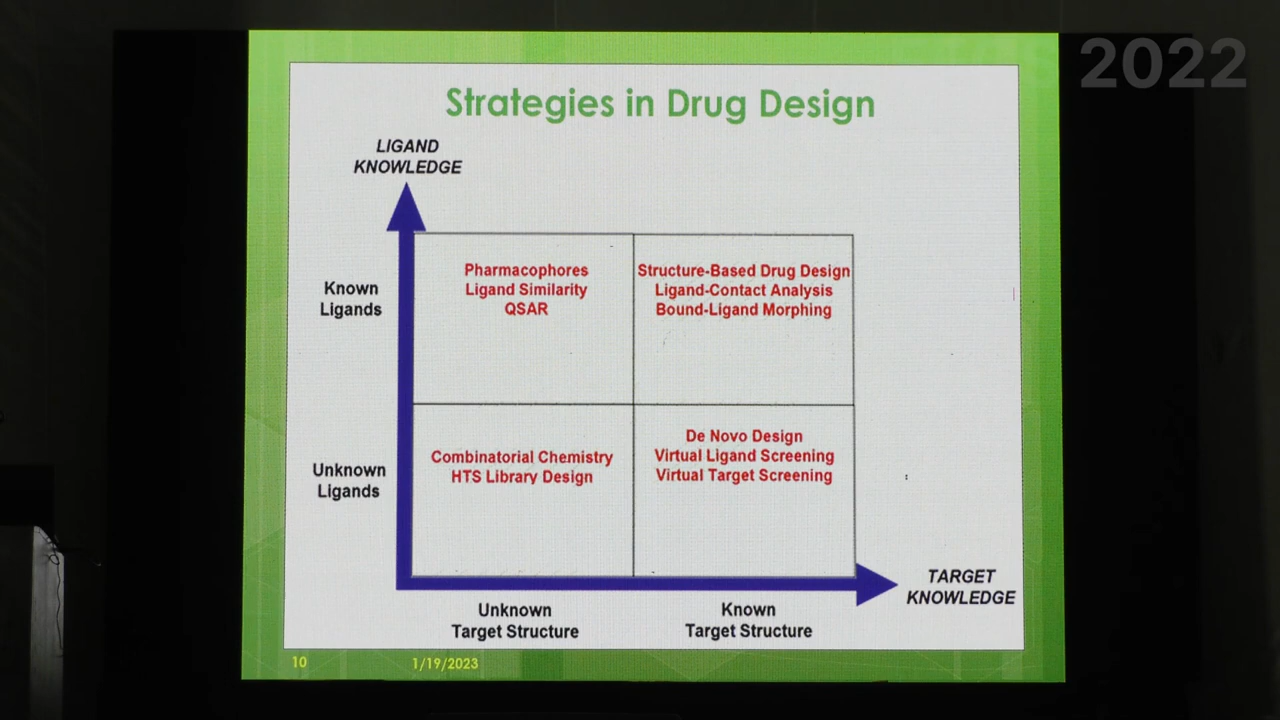 2022
Strategies in Drug Design
LIGAND
KNOWLEDGE
Known
Ligands
Pharmacophores
Ligand Similarity
QSAR
Structure-Based Drug Design
Ligand-Contact Analysis
Bound-Ligand Morphing
Unknown
Ligands
Combinatorial Chemistry
HTS Library Design
De Novo Design
Virtual Ligand Screening
Virtual Target Screening
TARGET
KNOWLEDGE
Unknown
Target Structure
Known
Target Structure
10
1/19/2023